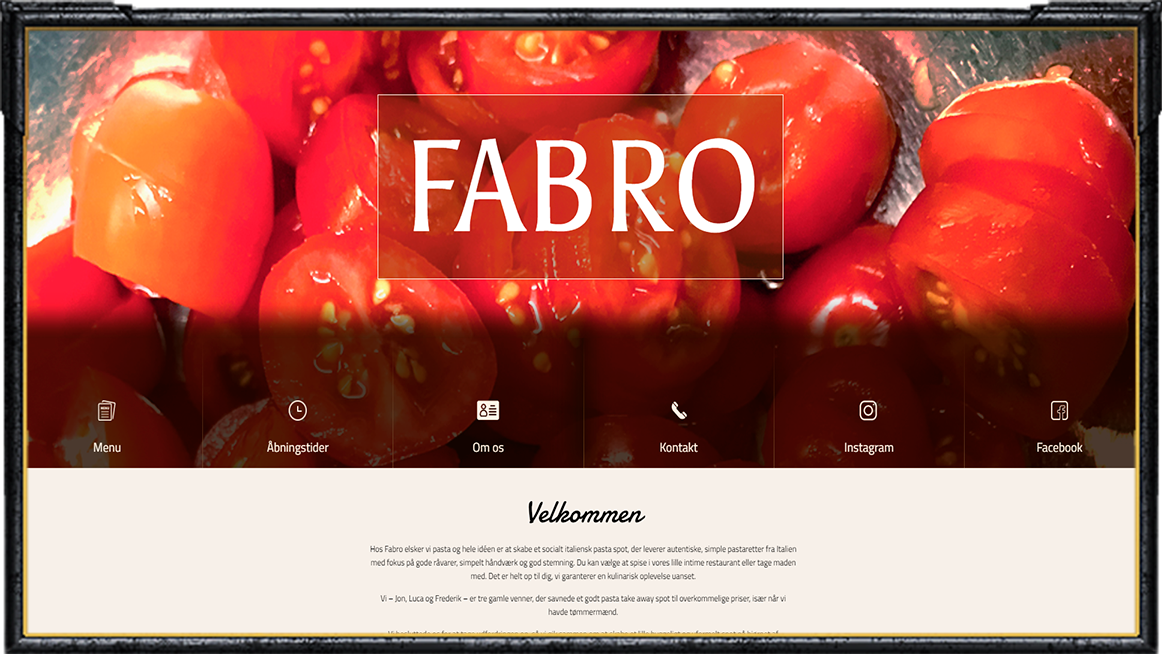 FABRO
Menu
Åbningstider
Om os
Kontakt
Instagram
Facebook
Velkommen
Hos Fabro elsker vi pasta og hele idéen er at skabe et socialt italiensk pasta spot, der leverer autentiske, simple pastaretter fra Italien
med fokus på gode råvarer, simpelt håndværk og god stemning. Du kan vælge at spise i vores lille intime restaurant eller tage maden
med. Det er helt op til dig, vi garanterer en kulinarisk oplevelse uanset.
Vi – Jon, Luca og Frederik – er tre gamle venner, der savnede et godt pasta take away spot til overkommelige priser, især når vi
havde tømmermænd.